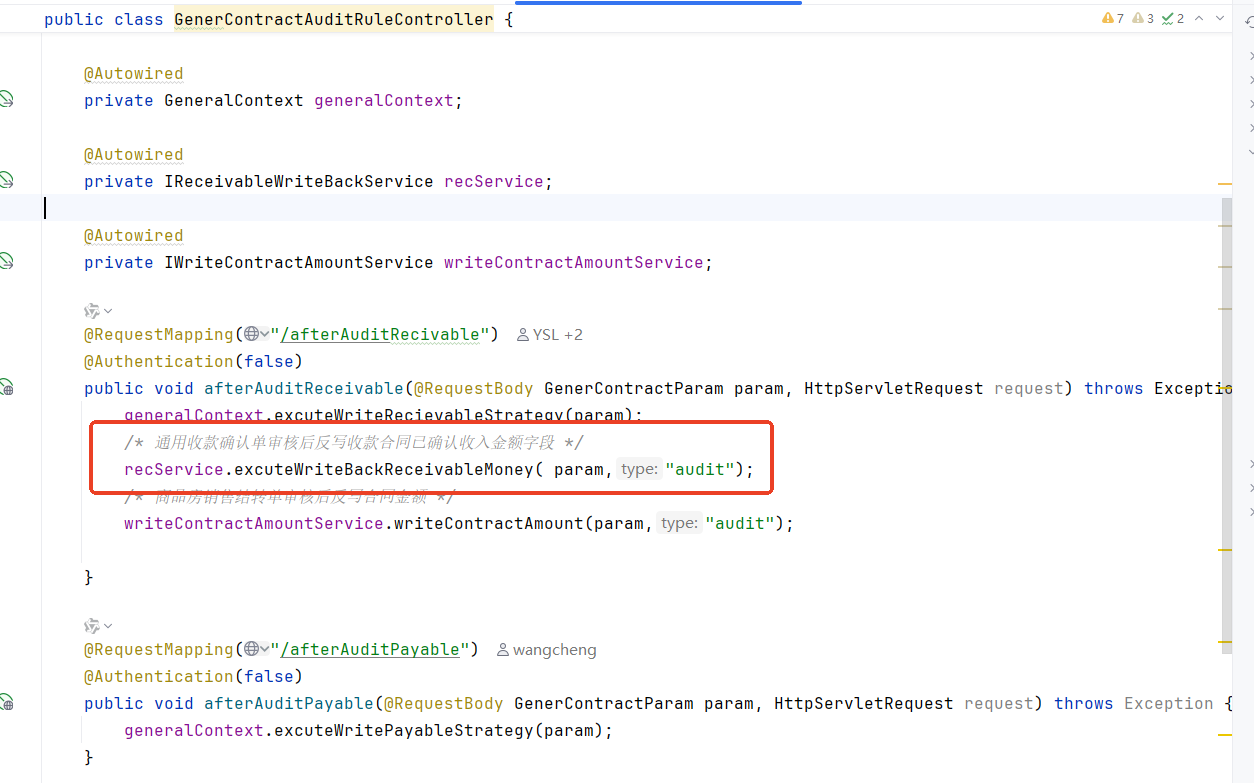 public class GenerContractAuditRuleController {
7 3 2
@Autowired
private GeneralContext generalContext;
@Autowired
private IReceivableWriteBackService recService;
@Autowired
private IWriteContractAmountService writeContractAmountService;
@RequestMapping("/afterAuditRecivable") YSL +2
@Authentication(false)
public void afterAuditReceivable(@RequestBody GenerContractParam param, HttpServletRequest request) throws Exceptio
generalContext.excuteWriteRecievableStrategy(param);
/* 通用收款确认单审核后反写收款合同已确认收入金额字段 */
recService.excuteWriteBackReceivableMoney( param, type: "audit");
/* 商品房销售结转单审核后反写合同金额 */
writeContractAmountService.writeContractAmount(param, type: "audit");
}
@RequestMapping("/afterAuditPayable") wangcheng
@Authentication(false)
public void afterAuditPayable(@RequestBody GenerContractParam param, HttpServletRequest request) throws Exception {
generalContext.excuteWritePayableStrategy(param);
}